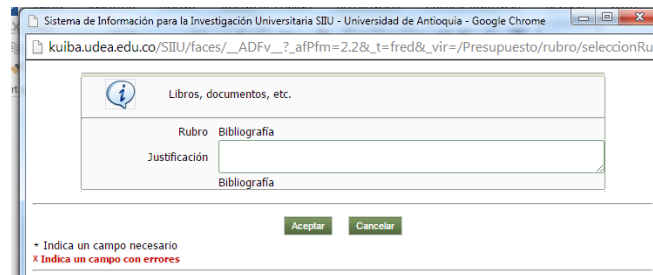 Sistema de Información para la Investigación Universitaria SIIU - Universidad de Antioquia - Google Chrome
kuiba.udea.edu.co/SIIU/faces/__ADFv__?_afPfm=2.2&_t=fred&_vir=/Presupuesto/rubro/seleccionRu
Libros, documentos, etc.
Rubro Bibliografía
Justificación
Bibliografía
Aceptar Cancelar
* Indica un campo necesario
x Indica un campo con errores